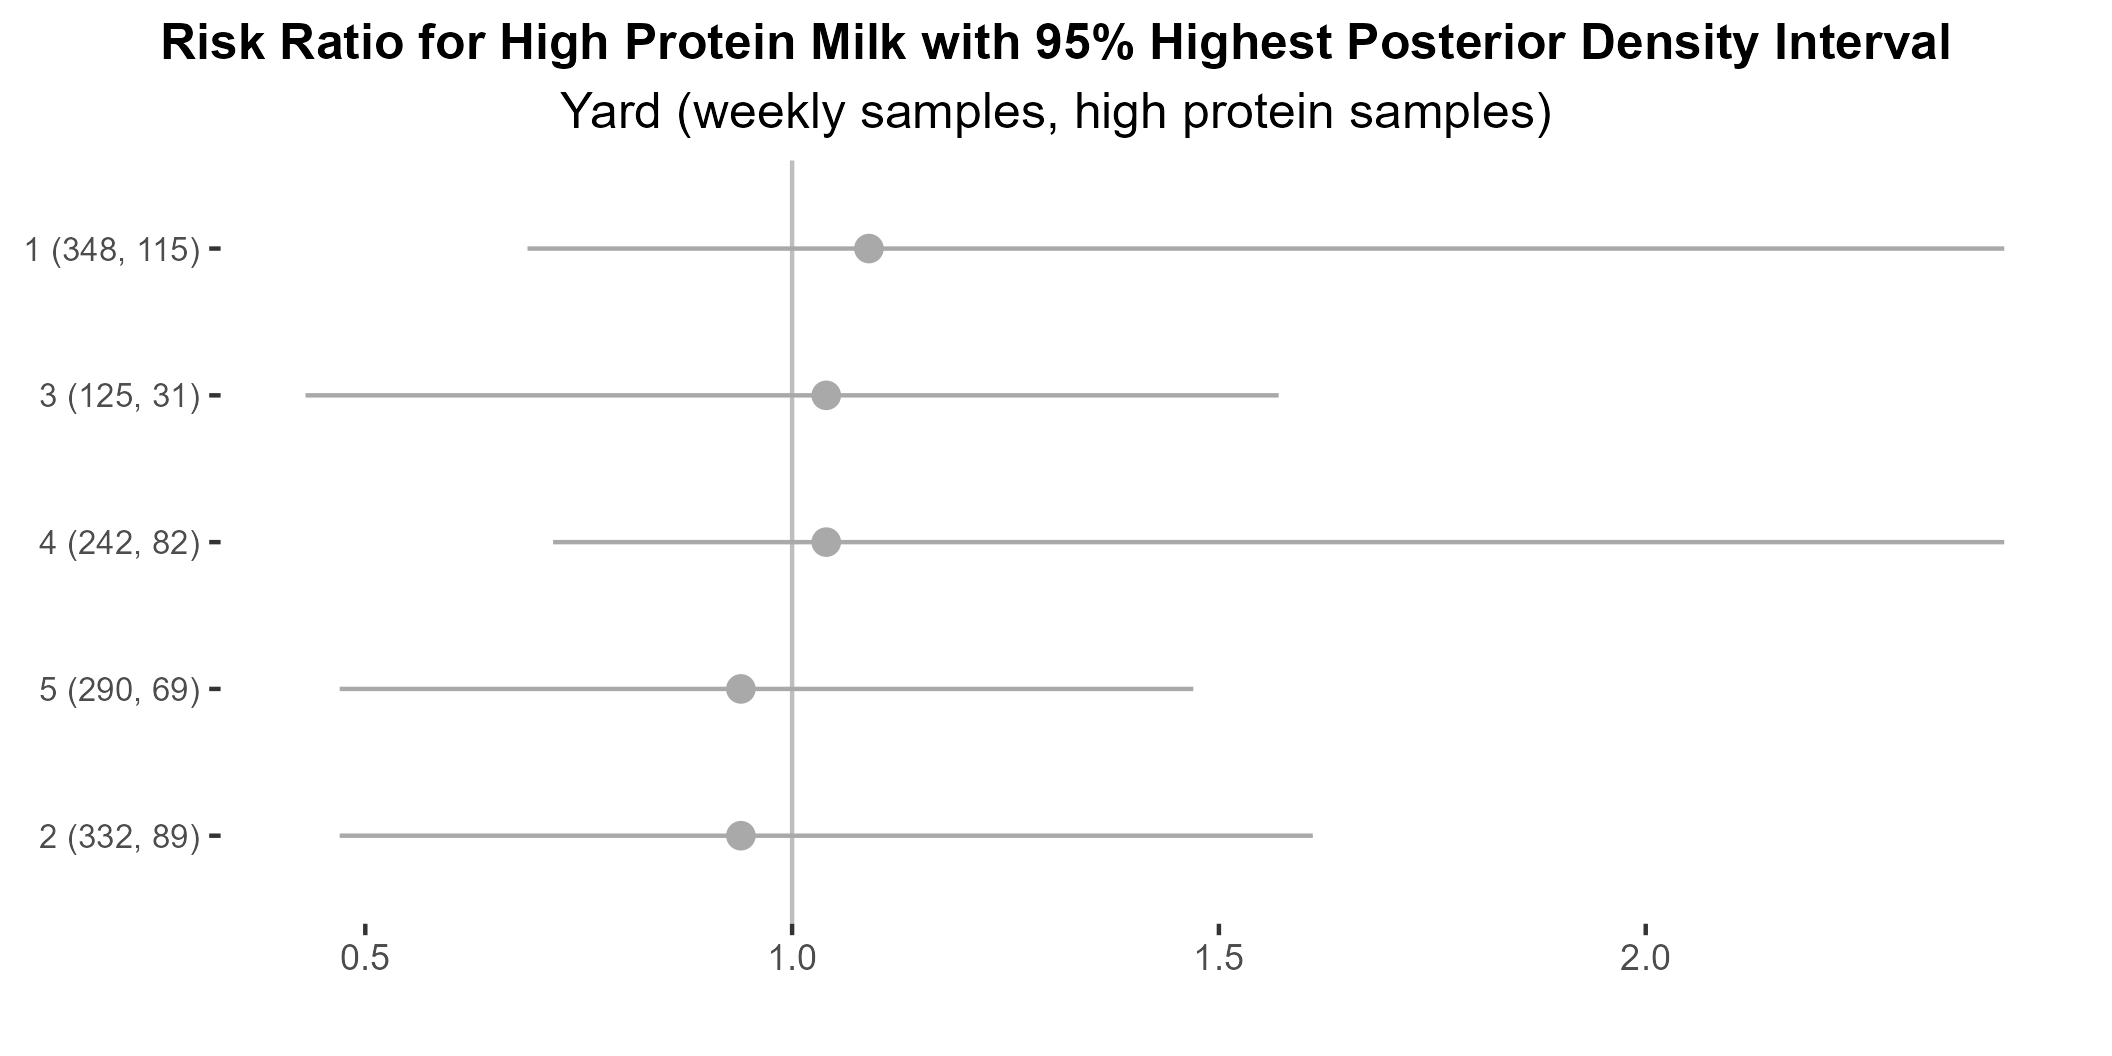 Risk Ratio for High Protein Milk with 95% Highest Posterior Density Interval
Yard (weekly samples, high protein samples)
1 (348, 115)
3 (125, 31)
4 (242, 82)
5 (290, 69)
2 (332, 89)
0.5 1.0 1.5 2.0